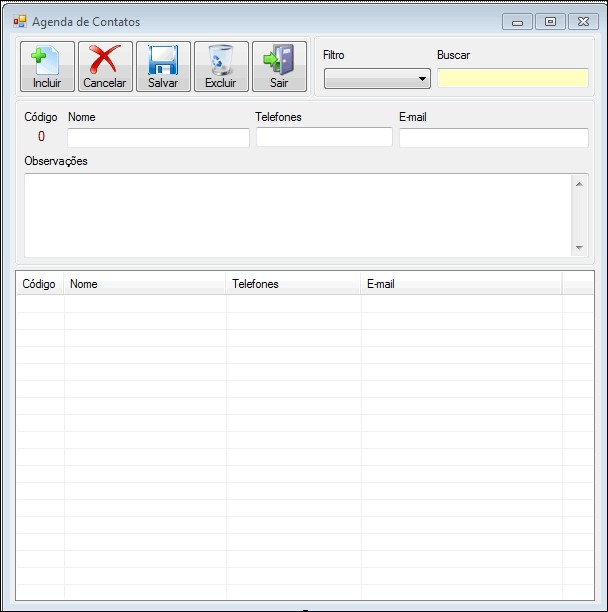 Agenda de Contatos
Incluir Cancelar Salvar Excluir Sair
Filtro Buscar
Código Nome Telefones E-mail
0
Observações
Código Nome Telefones E-mail